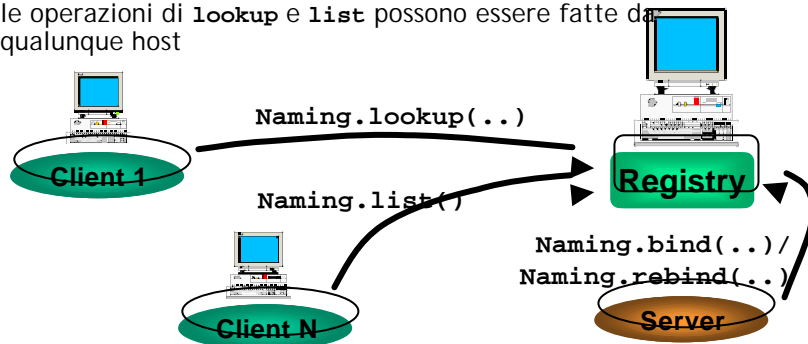 le operazioni di lookup e list possono essere fatte da
qualunque host
Naming.lookup(..)
Client 1
Registry
Naming.list()
Naming.bind(..)/
Naming.rebind(..)
Client N
Server